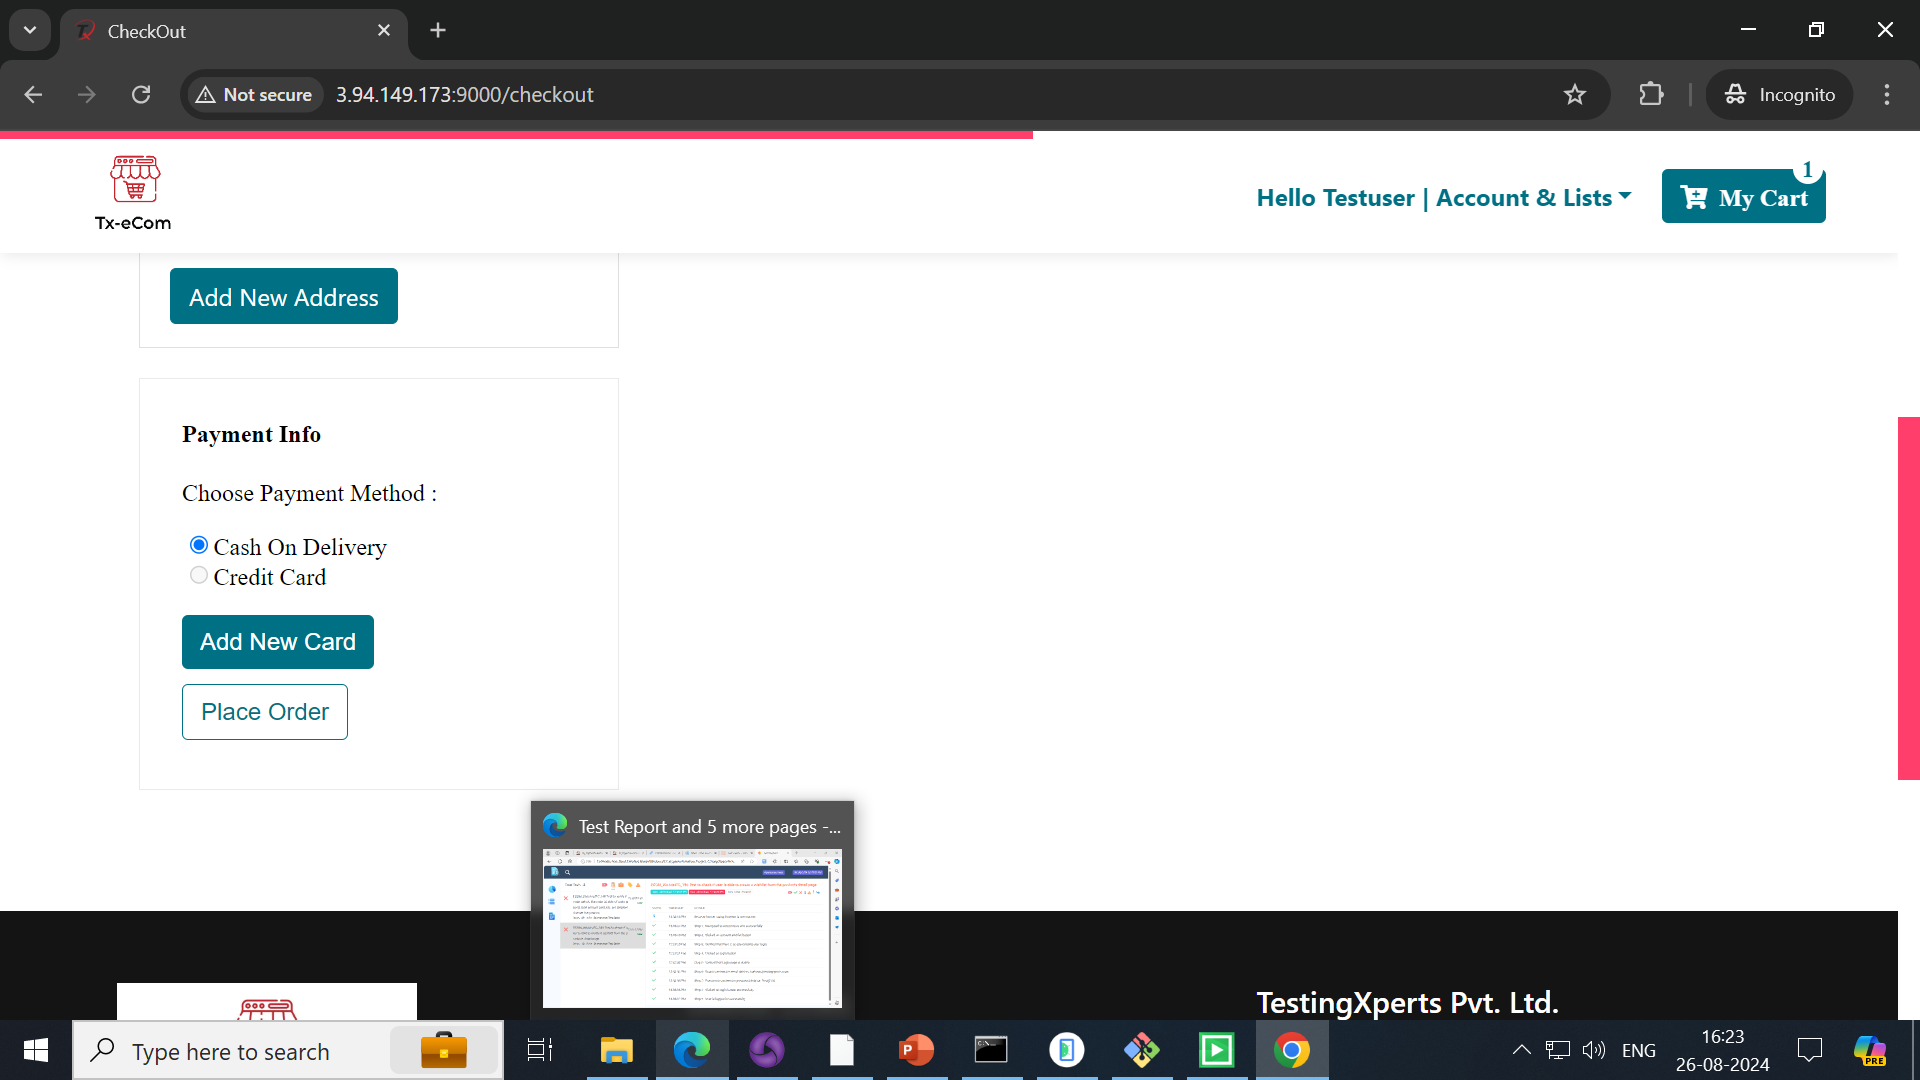 CheckOut
Not secure
3.94.149.173:9000/checkout
Incognito
Tx-eCom
Hello Testuser | Account & Lists
1
My Cart
Add New Address
Payment Info
Choose Payment Method :
Cash On Delivery
Credit Card
Add New Card
Place Order
Test Report and 5 more pages -...
TestingXperts Pvt. Ltd.
Type here to search
ENG
16:23
26-08-2024
PRE